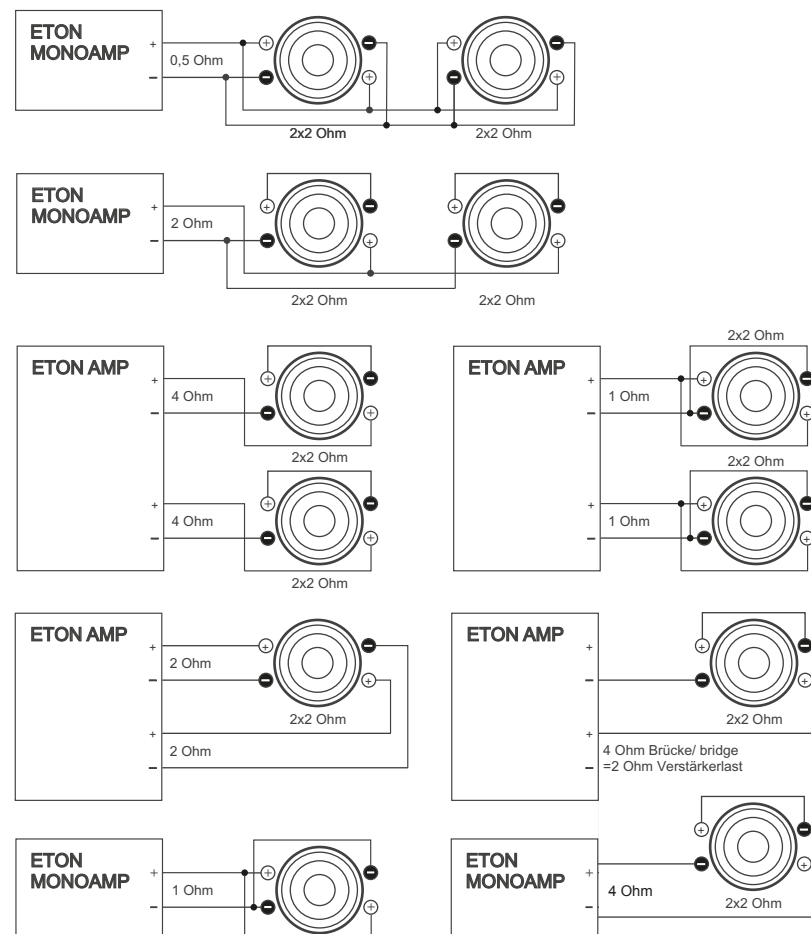 ETON
MONOAMP
+
0,5 Ohm
−
2x2 Ohm
2x2 Ohm
ETON
MONOAMP
+
2 Ohm
−
2x2 Ohm
2x2 Ohm
ETON AMP
+
4 Ohm
−
2x2 Ohm
+
4 Ohm
−
2x2 Ohm
2x2 Ohm
ETON AMP
+
1 Ohm
−
2x2 Ohm
+
1 Ohm
−
ETON AMP
+
2 Ohm
−
2x2 Ohm
+
2 Ohm
−
ETON AMP
+
−
2x2 Ohm
+
4 Ohm Brücke/ bridge
=2 Ohm Verstärkerlast
−
ETON
MONOAMP
+
1 Ohm
−
ETON
MONOAMP
+
4 Ohm
−
2x2 Ohm